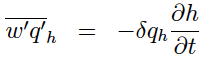 $\overline{w'q'}_h = -\delta q_h \frac{\partial h}{\partial t}$